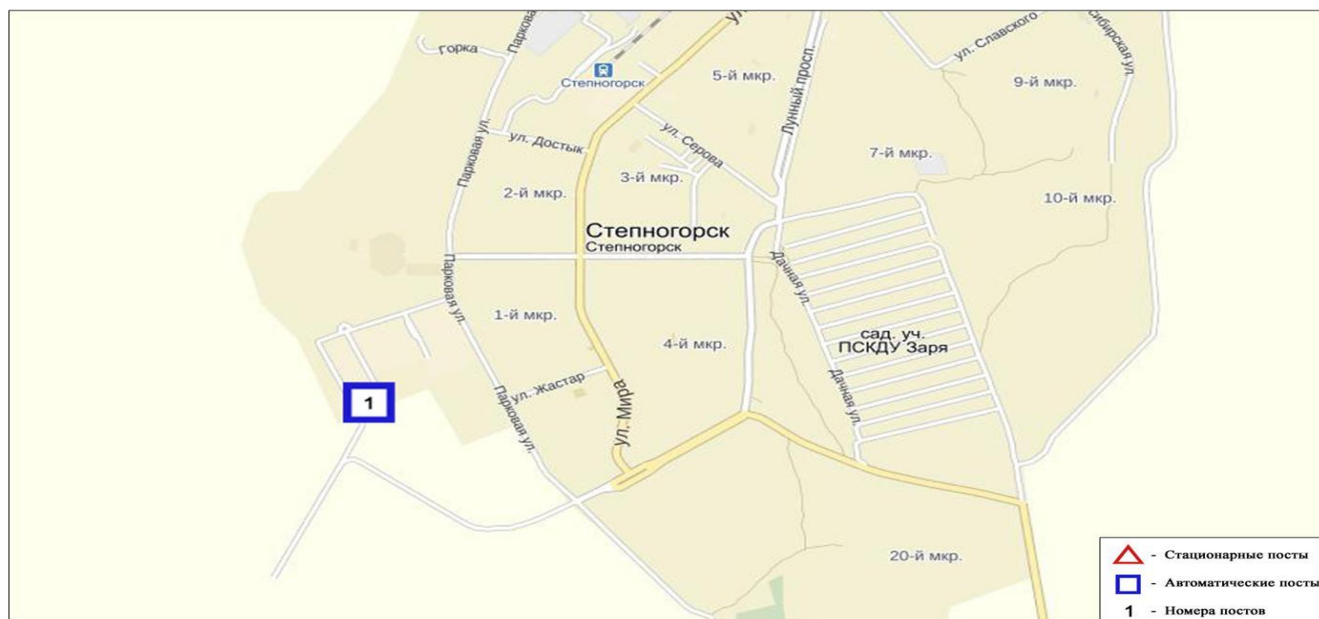 Парковая
ул.
Горка
Степногорск
5-й мкр.
Лунный просп.
ул. Славского
сибирская ул.
9-й мкр.
Парковая ул.
ул. Достык
ул. Серова
3-й мкр.
7-й мкр.
2-й мкр.
10-й мкр.
Степногорск
Степногорск
Парковая ул.
Дачная ул.
1-й мкр.
4-й мкр.
сад. уч.
ПСКДУ Заря
ул. Жастар
ул. Мира
Дачная ул.
1
Парковая ул.
20-й мкр.
- Стационарные посты
- Автоматические посты
1 - Номера постов